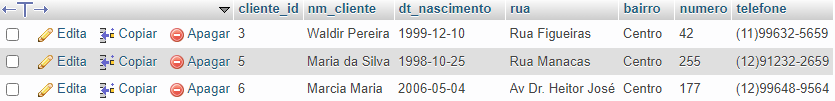 cliente_id nm_cliente dt_nascimento rua bairro numero telefone
Edita Copiar Apagar 3 Waldir Pereira 1999-12-10 Rua Figueiras Centro 42 (11)99632-5659
Edita Copiar Apagar 5 Maria da Silva 1998-10-25 Rua Manacas Centro 255 (12)91232-2659
Edita Copiar Apagar 6 Marcia Maria 2006-05-04 Av Dr. Heitor José Centro 177 (12)99648-9564